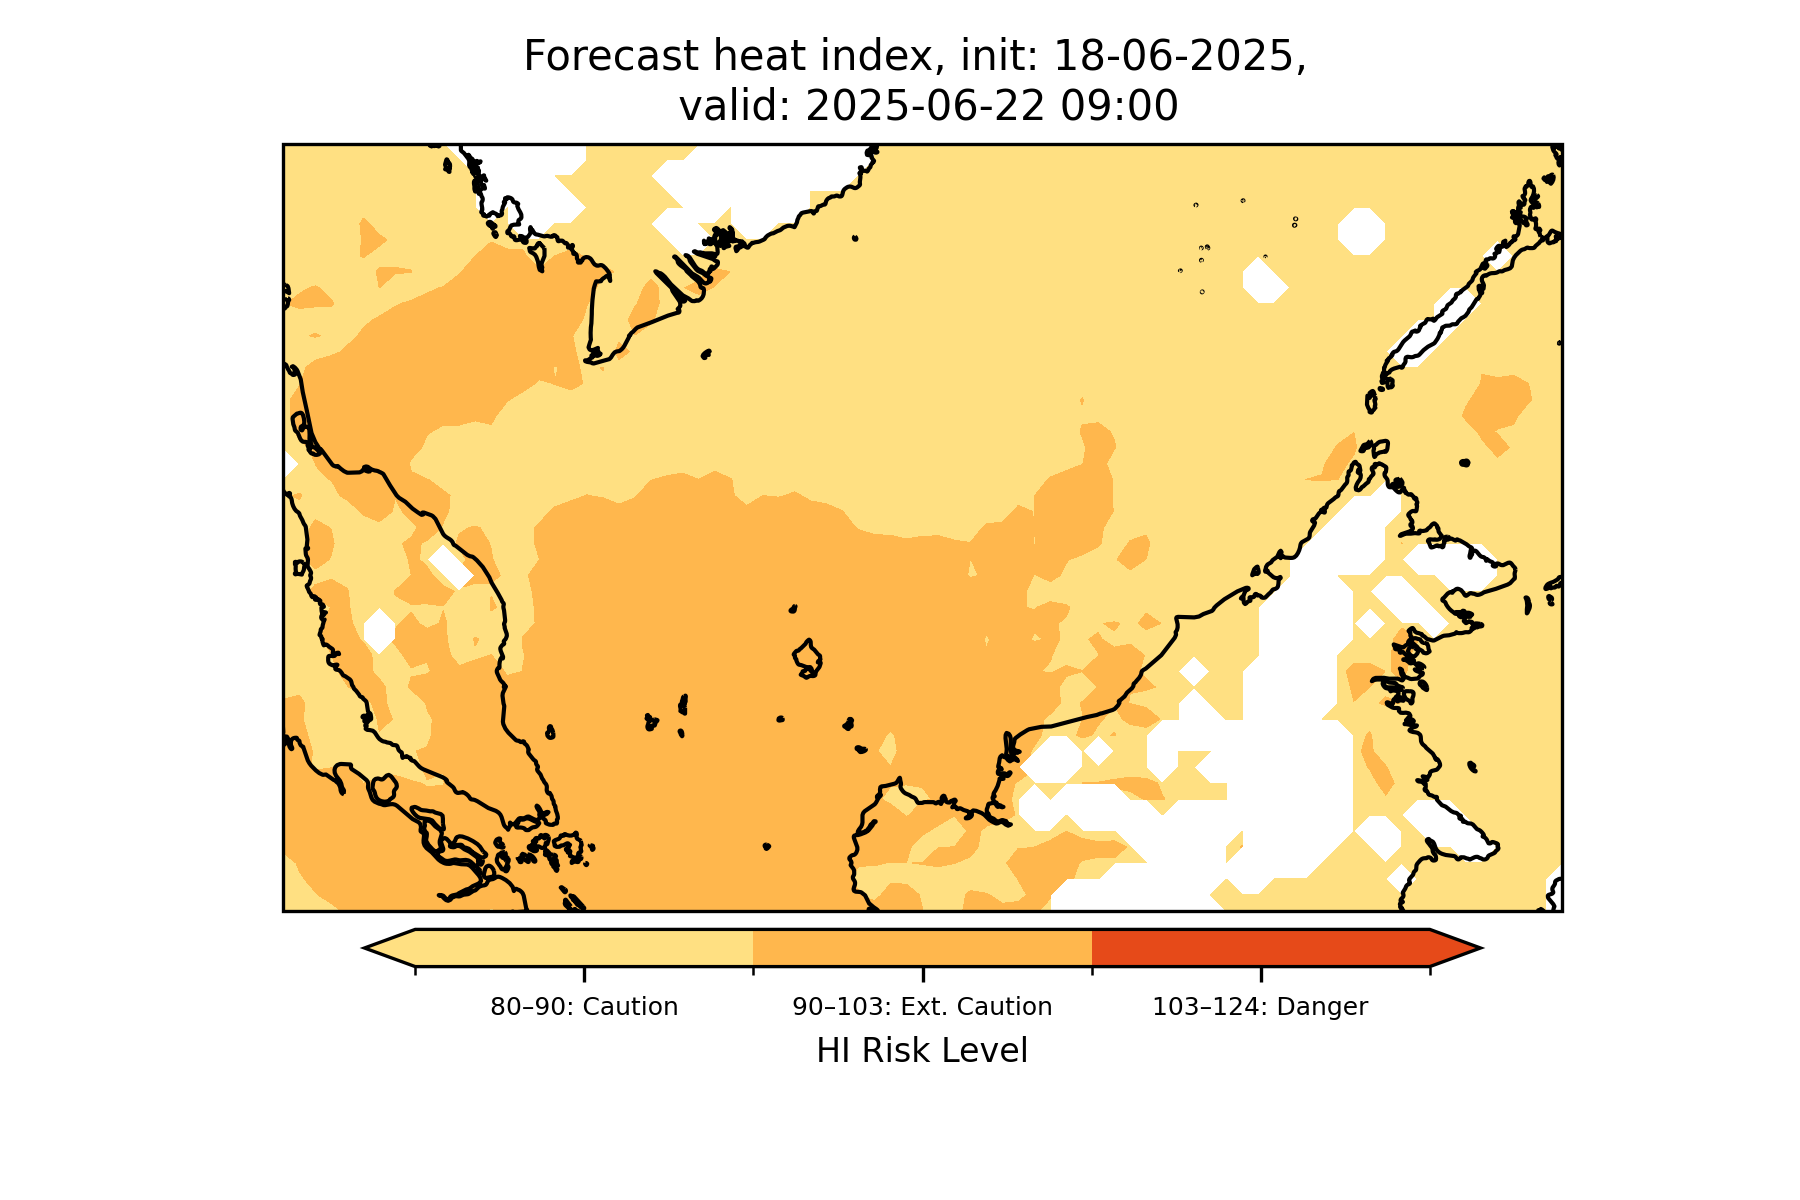 Forecast heat index, init: 18-06-2025,
valid: 2025-06-22 09:00
80–90: Caution
90–103: Ext. Caution
103–124: Danger
HI Risk Level